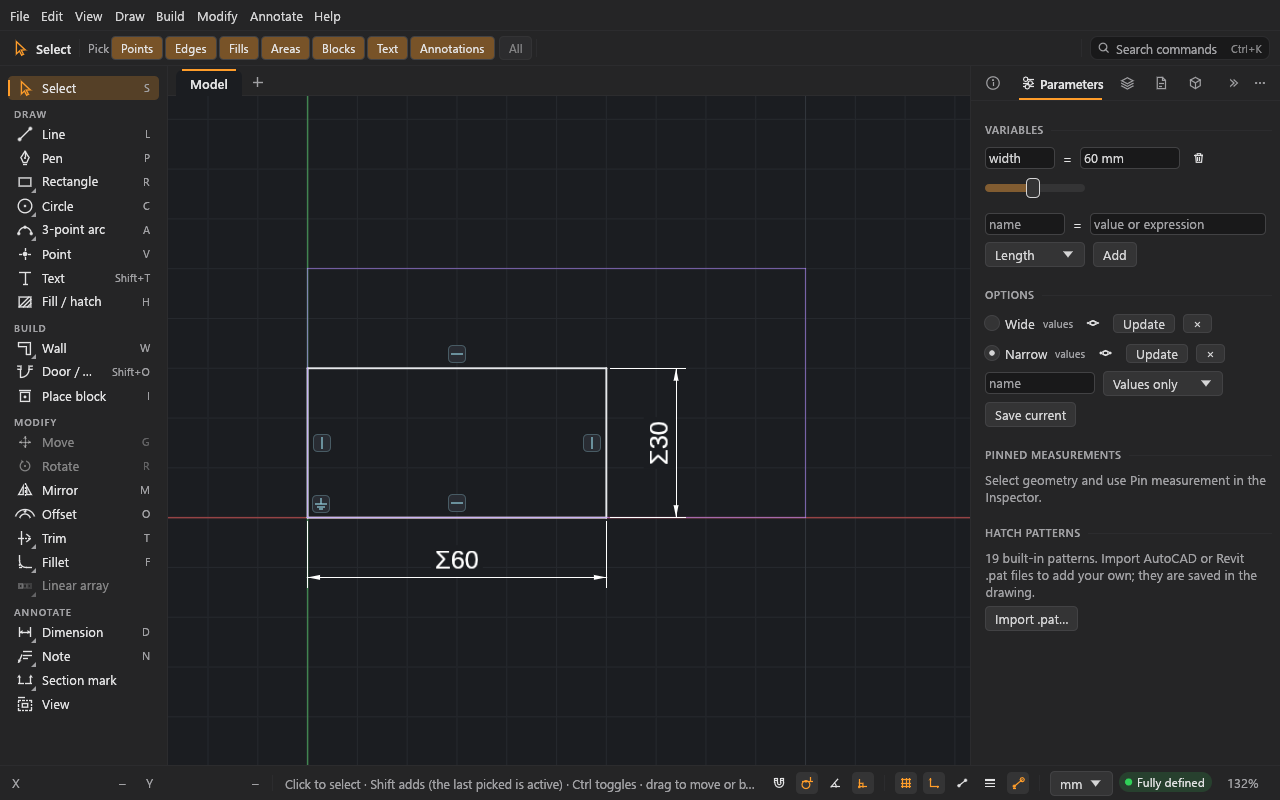 File Edit View Draw Build Modify Annotate Help
Select Pick Points Edges Fills Areas Blocks Text Annotations All Search commands Ctrl+K
Select S
DRAW
Line L
Pen P
Rectangle R
Circle C
3-point arc A
Point V
Text Shift+T
Fill / hatch H
BUILD
Wall W
Door / ... Shift+O
Place block I
MODIFY
Move G
Rotate R
Mirror M
Offset O
Trim T
Fillet F
Linear array
ANNOTATE
Dimension D
Note N
Section mark
View
Model +
Σ30
Σ60
Parameters
VARIABLES
width = 60 mm
name = value or expression
Length Add
OPTIONS
Wide values Update ×
Narrow values Update ×
name Values only
Save current
PINNED MEASUREMENTS
Select geometry and use Pin measurement in the
Inspector.
HATCH PATTERNS
19 built-in patterns. Import AutoCAD or Revit
.pat files to add your own; they are saved in the
drawing.
Import .pat...
X – Y – Click to select · Shift adds (the last picked is active) · Ctrl toggles · drag to move or b... mm Fully defined 132%